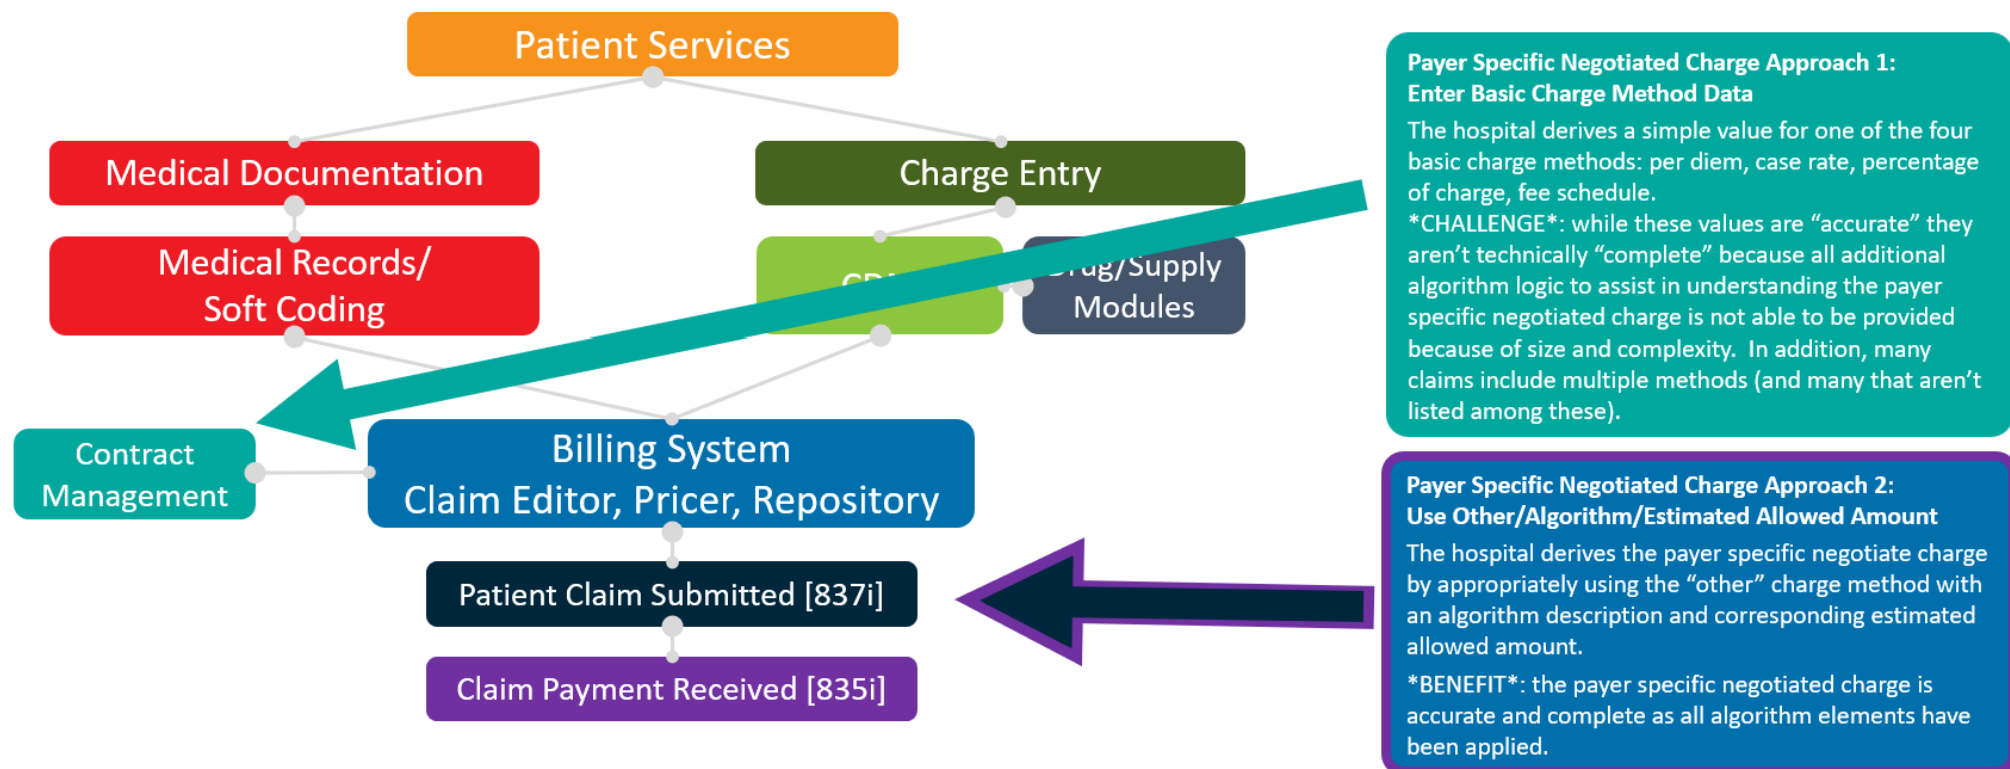 Patient Services
Medical Documentation
Charge Entry
Medical Records/
Soft Coding
Drug/Supply
Modules
Contract
Management
Billing System
Claim Editor, Pricer, Repository
Patient Claim Submitted [837i]
Claim Payment Received [835i]
Payer Specific Negotiated Charge Approach 1:
Enter Basic Charge Method Data
The hospital derives a simple value for one of the four
basic charge methods: per diem, case rate, percentage
of charge, fee schedule.
*CHALLENGE*: while these values are “accurate” they
aren’t technically “complete” because all additional
algorithm logic to assist in understanding the payer
specific negotiated charge is not able to be provided
because of size and complexity.  In addition, many
claims include multiple methods (and many that aren’t
listed among these).
Payer Specific Negotiated Charge Approach 2:
Use Other/Algorithm/Estimated Allowed Amount
The hospital derives the payer specific negotiate charge
by appropriately using the “other” charge method with
an algorithm description and corresponding estimated
allowed amount.
*BENEFIT*: the payer specific negotiated charge is
accurate and complete as all algorithm elements have
been applied.